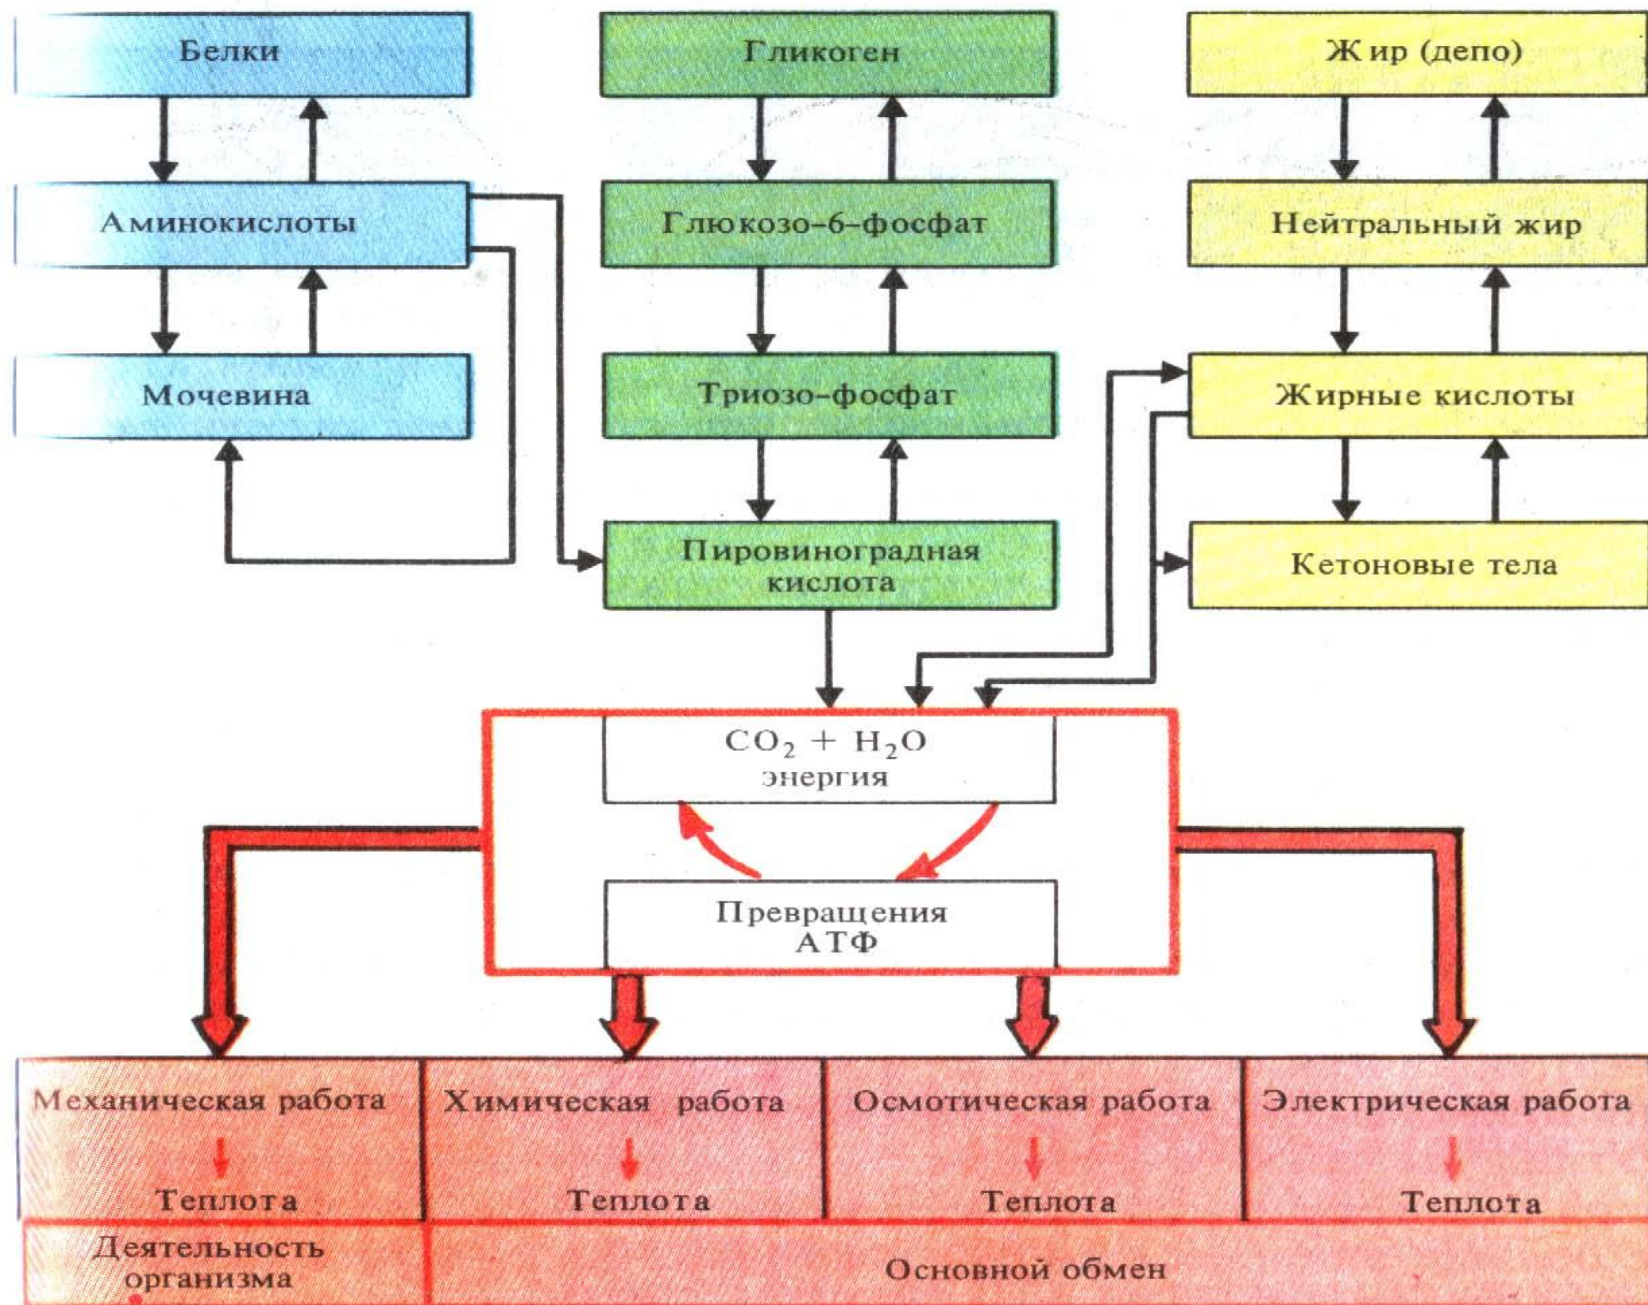 Белки
Гликоген
Жир (депо)
Аминокислоты
Глюкозо-6-фосфат
Нейтральный жир
Мочевина
Триозо-фосфат
Жирные кислоты
Пировиноградная
кислота
Кетоновые тела
CO₂ + H₂O
энергия
Превращения
АТФ
Механическая работа
Химическая работа
Осмотическая работа
Электрическая работа
Теплота
Теплота
Теплота
Теплота
Деятельность
организма
Основной обмен